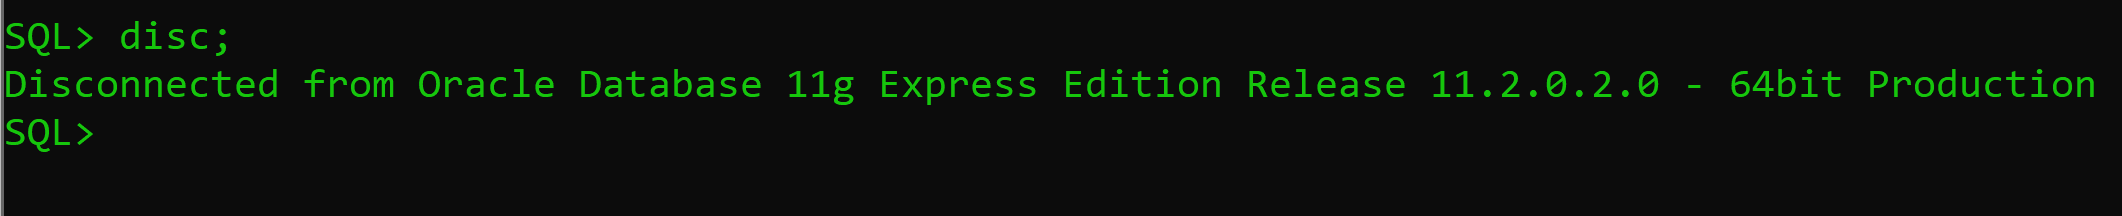 SQL> disc;
Disconnected from Oracle Database 11g Express Edition Release 11.2.0.2.0 - 64bit Production
SQL>